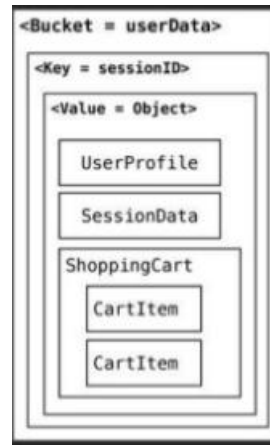 <Bucket = userData>
<Key = sessionID>
<Value = Object>
UserProfile
SessionData
ShoppingCart
CartItem
CartItem